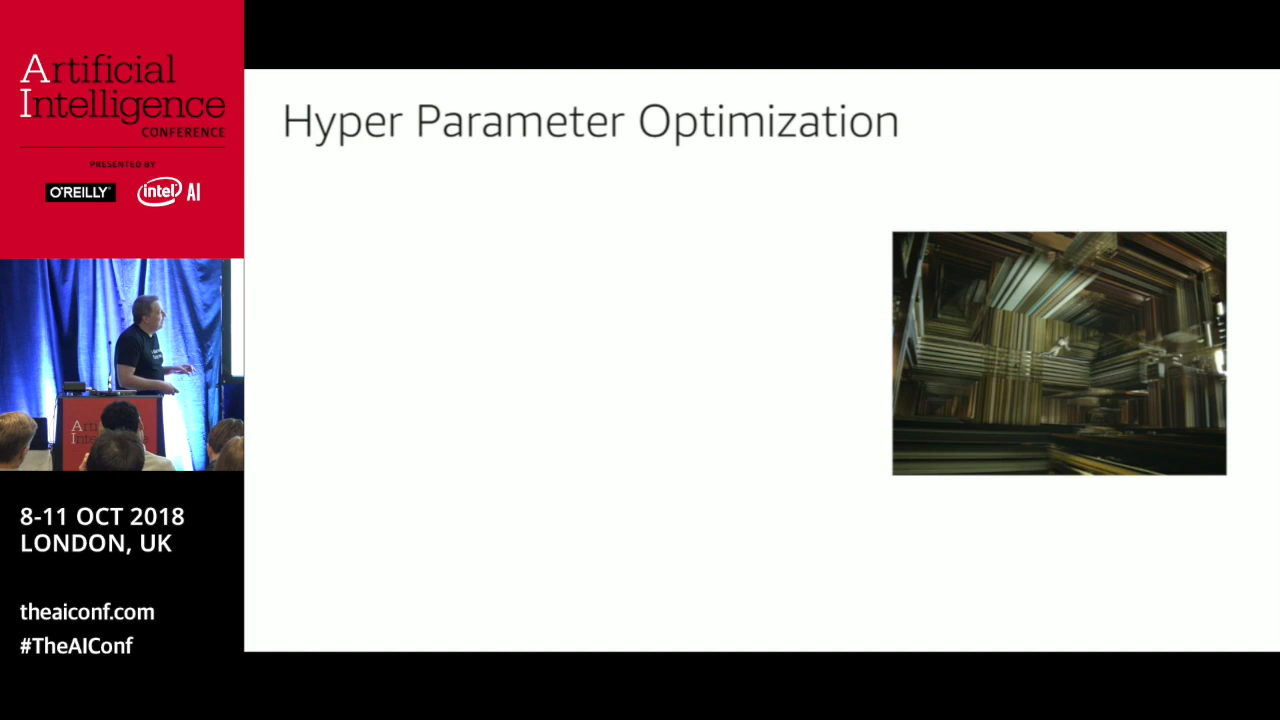 Artificial
Intelligence
CONFERENCE
PRESENTED BY
O'REILLY
intel AI
Hyper Parameter Optimization
8-11 OCT 2018
LONDON, UK
theaiconf.com
#TheAIConf